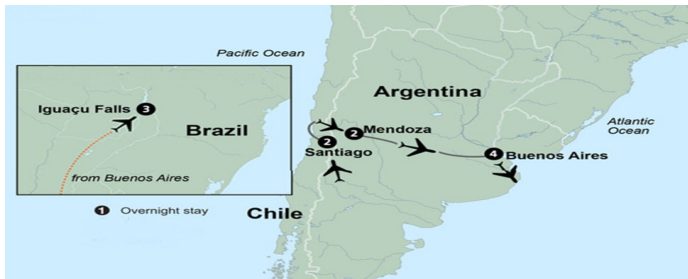 Pacific Ocean
Argentina
Iguaçu Falls 3
Brazil
from Buenos Aires
2 Mendoza
2
Santiago
4 Buenos Aires
Atlantic
Ocean
1 Overnight stay
Chile